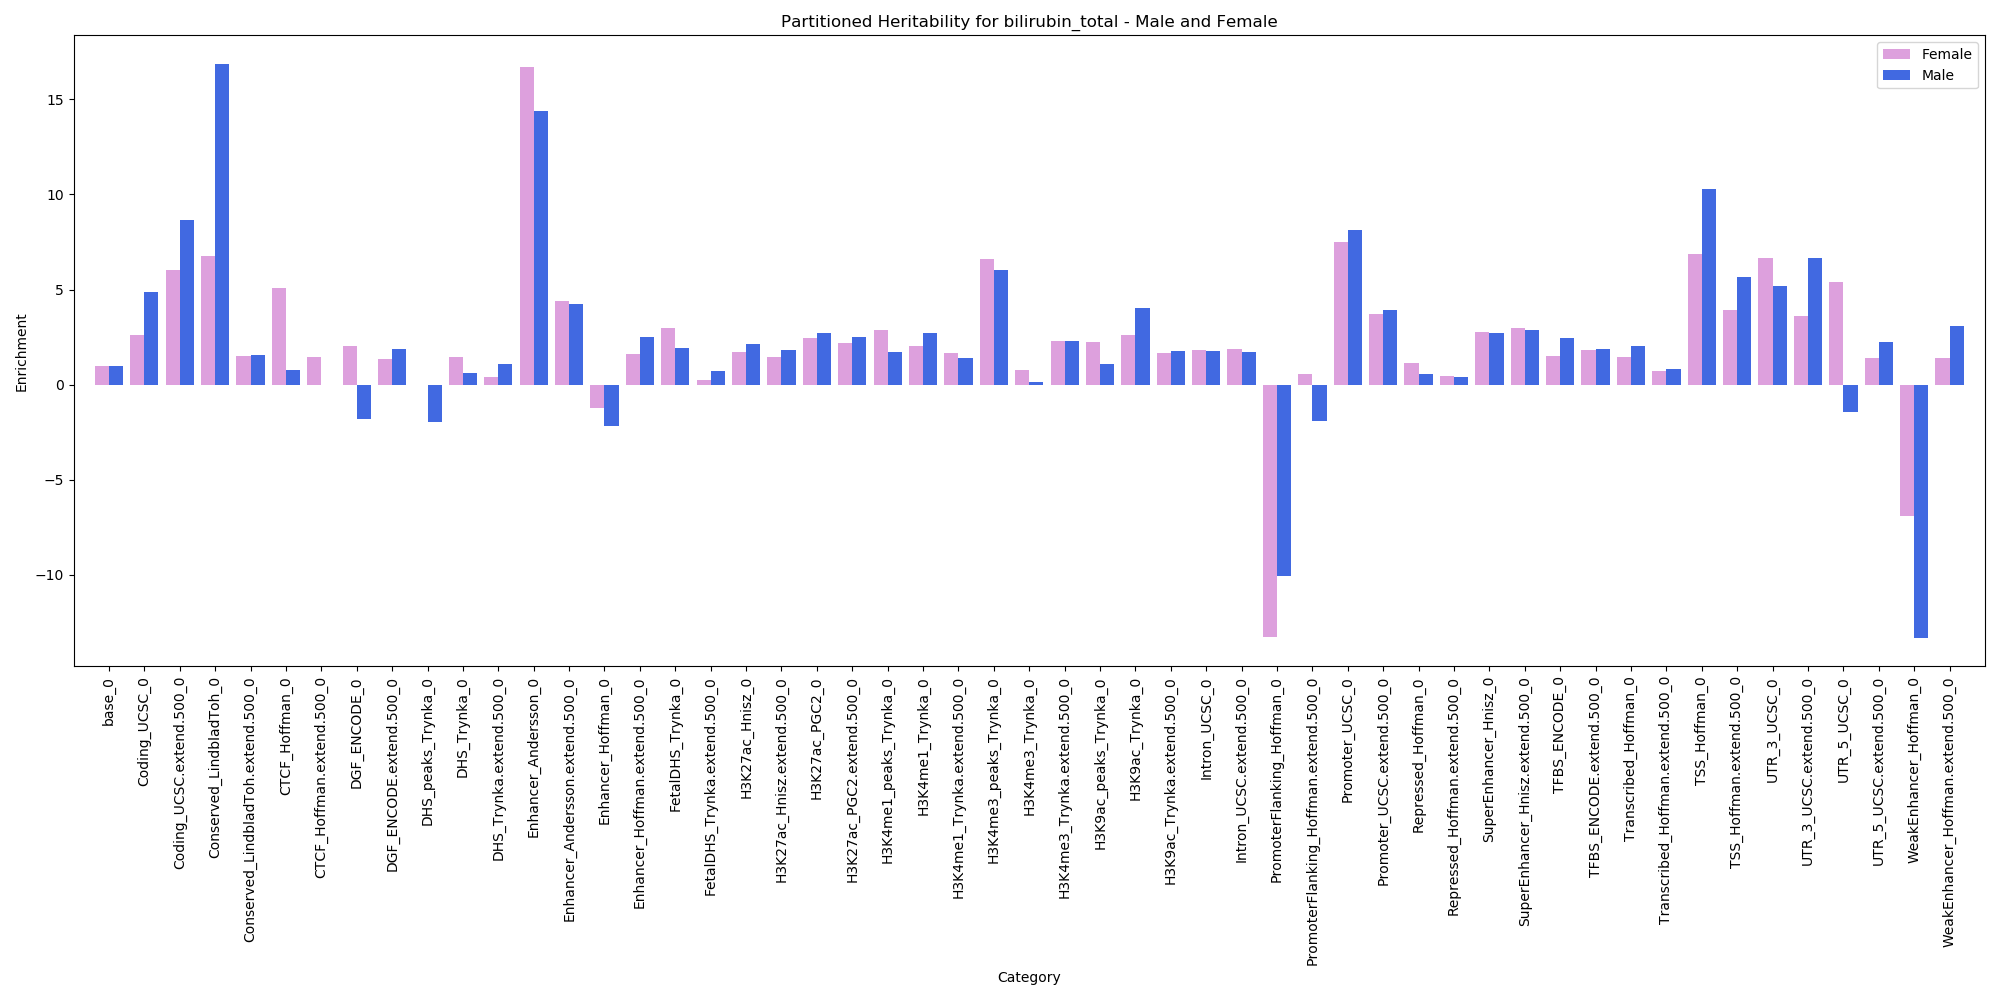 Partitioned Heritability for bilirubin_total - Male and Female
Female
Male
Enrichment
15
10
5
0
−5
−10
base_0
Coding_UCSC_0
Coding_UCSC.extend.500_0
Conserved_LindbladToh_0
Conserved_LindbladToh.extend.500_0
CTCF_Hoffman_0
CTCF_Hoffman.extend.500_0
DGF_ENCODE_0
DGF_ENCODE.extend.500_0
DHS_peaks_Trynka_0
DHS_Trynka_0
DHS_Trynka.extend.500_0
Enhancer_Andersson_0
Enhancer_Andersson.extend.500_0
Enhancer_Hoffman_0
Enhancer_Hoffman.extend.500_0
FetalDHS_Trynka_0
FetalDHS_Trynka.extend.500_0
H3K27ac_Hnisz_0
H3K27ac_Hnisz.extend.500_0
H3K27ac_PGC2_0
H3K27ac_PGC2.extend.500_0
H3K4me1_peaks_Trynka_0
H3K4me1_Trynka_0
H3K4me1_Trynka.extend.500_0
H3K4me3_peaks_Trynka_0
H3K4me3_Trynka_0
H3K4me3_Trynka.extend.500_0
H3K9ac_peaks_Trynka_0
H3K9ac_Trynka_0
H3K9ac_Trynka.extend.500_0
Intron_UCSC_0
Intron_UCSC.extend.500_0
PromoterFlanking_Hoffman_0
PromoterFlanking_Hoffman.extend.500_0
Promoter_UCSC_0
Promoter_UCSC.extend.500_0
Repressed_Hoffman_0
Repressed_Hoffman.extend.500_0
SuperEnhancer_Hnisz_0
SuperEnhancer_Hnisz.extend.500_0
TFBS_ENCODE_0
TFBS_ENCODE.extend.500_0
Transcribed_Hoffman_0
Transcribed_Hoffman.extend.500_0
TSS_Hoffman_0
TSS_Hoffman.extend.500_0
UTR_3_UCSC_0
UTR_3_UCSC.extend.500_0
UTR_5_UCSC_0
UTR_5_UCSC.extend.500_0
WeakEnhancer_Hoffman_0
WeakEnhancer_Hoffman.extend.500_0
Category